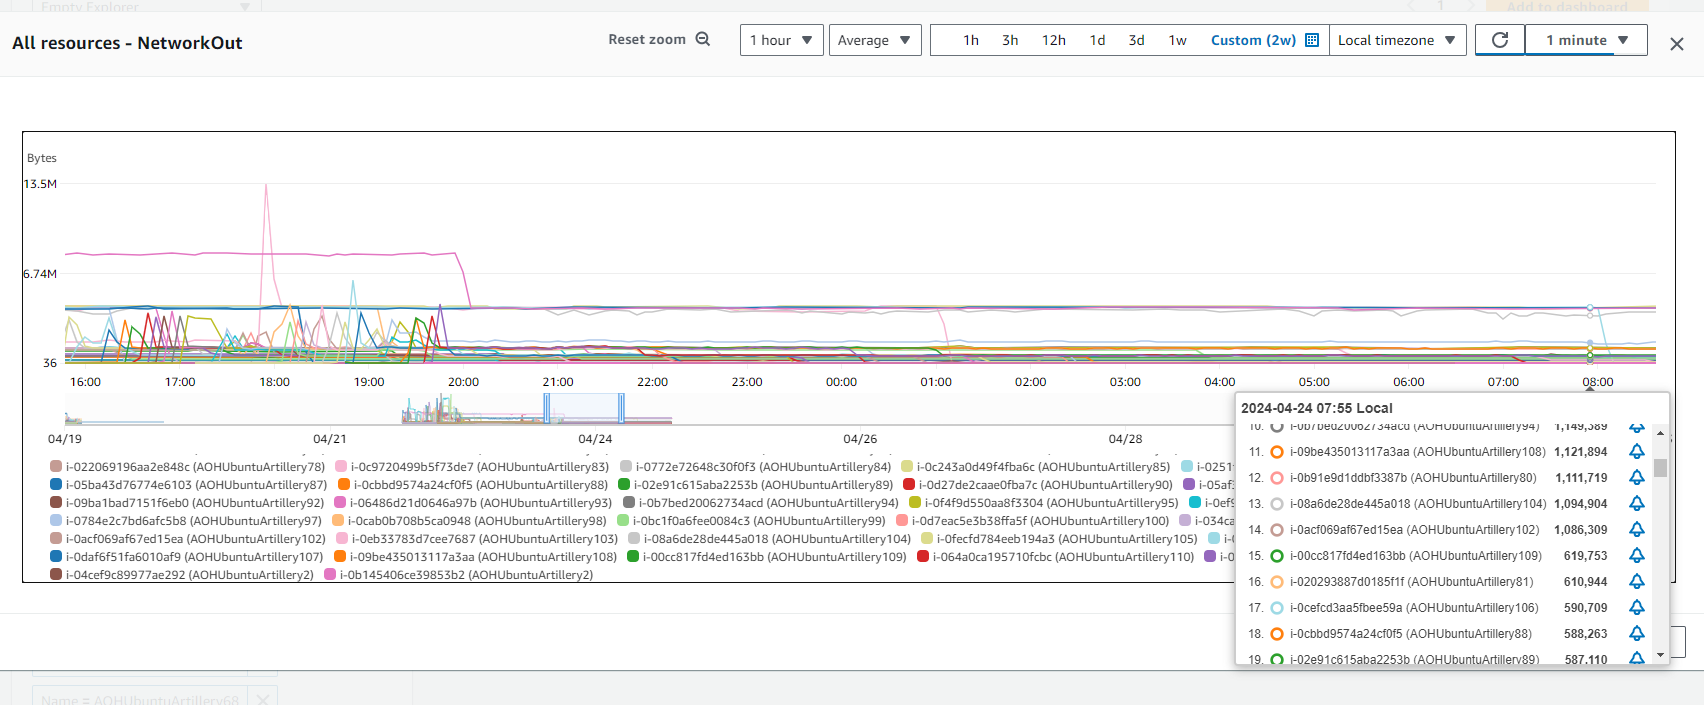 Empty Explorer
1
Add to dashboard
All resources - NetworkOut
Reset zoom
1 hour
Average
1h 3h 12h 1d 3d 1w Custom (2w)
Local timezone
1 minute
Bytes
13.5M
6.74M
36
16:00 17:00 18:00 19:00 20:00 21:00 22:00 23:00 00:00 01:00 02:00 03:00 04:00 05:00 06:00 07:00 08:00
04/19 04/21 04/24 04/26 04/28
i-022069196aa2e848c (AOHUbuntuArtillery78) i-0c9720499b5f73de7 (AOHUbuntuArtillery83) i-0772e72648c30f0f3 (AOHUbuntuArtillery84) i-0c243a0d49f4fba6c (AOHUbuntuArtillery85) i-0251
i-05ba43d76774e6103 (AOHUbuntuArtillery87) i-0cbbd9574a24cf0f5 (AOHUbuntuArtillery88) i-02e91c615aba2253b (AOHUbuntuArtillery89) i-0d27de2caae0fba7c (AOHUbuntuArtillery90) i-05af
i-09ba1bad7151f6eb0 (AOHUbuntuArtillery92) i-06486d21d0646a97b (AOHUbuntuArtillery93) i-0b7bed20062734acd (AOHUbuntuArtillery94) i-0f4f9d550aa8f3304 (AOHUbuntuArtillery95) i-0ef9
i-0784e2c7bd6afc5b8 (AOHUbuntuArtillery97) i-0cab0b708b5ca0948 (AOHUbuntuArtillery98) i-0bc1f0a6fee0084c3 (AOHUbuntuArtillery99) i-0d7eac5e3b38ffa5f (AOHUbuntuArtillery100) i-034ca
i-0acf069af67ed15ea (AOHUbuntuArtillery102) i-0eb33783d7cee7687 (AOHUbuntuArtillery103) i-08a6de28de445a018 (AOHUbuntuArtillery104) i-0fecfd784eeb194a3 (AOHUbuntuArtillery105) i-0
i-0daf6f51fa6010af9 (AOHUbuntuArtillery107) i-09be435013117a3aa (AOHUbuntuArtillery108) i-00cc817fd4ed163bb (AOHUbuntuArtillery109) i-064a0ca195710fcbc (AOHUbuntuArtillery110) i-0
i-04cef9c89977ae292 (AOHUbuntuArtillery2) i-0b145406ce39853b2 (AOHUbuntuArtillery2)
2024-04-24 07:55 Local
10. i-0b7bed20062734acd (AOHUbuntuArtillery94) 1,149,389
11. i-09be435013117a3aa (AOHUbuntuArtillery108) 1,121,894
12. i-0b91e9d1ddbf3387b (AOHUbuntuArtillery80) 1,111,719
13. i-08a6de28de445a018 (AOHUbuntuArtillery104) 1,094,904
14. i-0acf069af67ed15ea (AOHUbuntuArtillery102) 1,086,309
15. i-00cc817fd4ed163bb (AOHUbuntuArtillery109) 619,753
16. i-020293887d0185f1f (AOHUbuntuArtillery81) 610,944
17. i-0cefcd3aa5fbee59a (AOHUbuntuArtillery106) 590,709
18. i-0cbbd9574a24cf0f5 (AOHUbuntuArtillery88) 588,263
19. i-02e91c615aba2253b (AOHUbuntuArtillery89) 587,110
Name = AOHUbuntuArtillery68